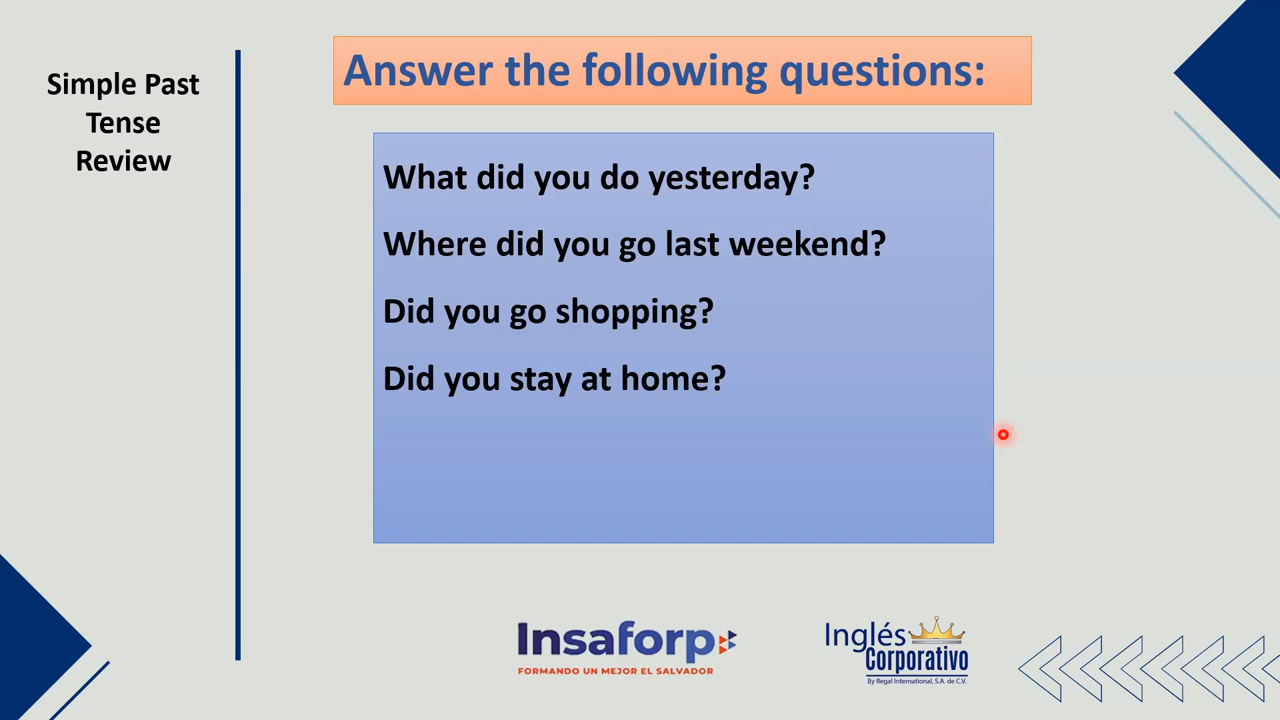 Simple Past
Tense
Review
Answer the following questions:
What did you do yesterday?
Where did you go last weekend?
Did you go shopping?
Did you stay at home?
Insaforp
FORMANDO UN MEJOR EL SALVADOR
Inglés
Corporativo
By Regal International, S.A. de C.V.